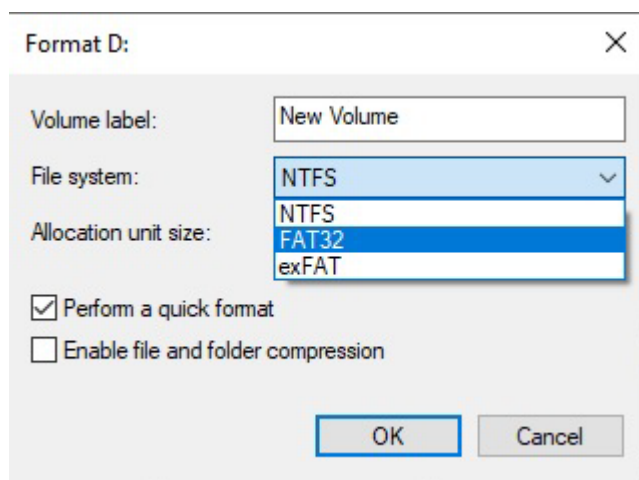 Format D:
Volume label: New Volume
File system: NTFS
NTFS
Allocation unit size: FAT32
exFAT
Perform a quick format
Enable file and folder compression
OK Cancel